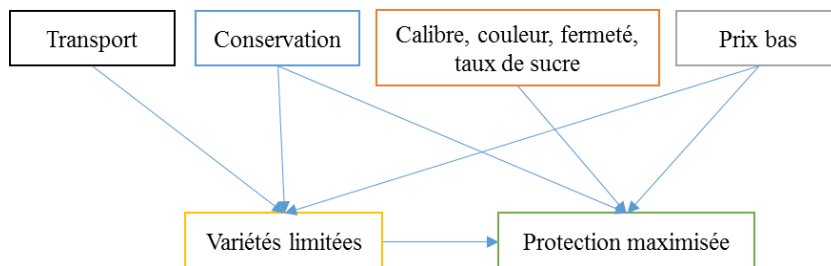 Transport
Conservation
Calibre, couleur, fermeté,
taux de sucre
Prix bas
Variétés limitées
Protection maximisée